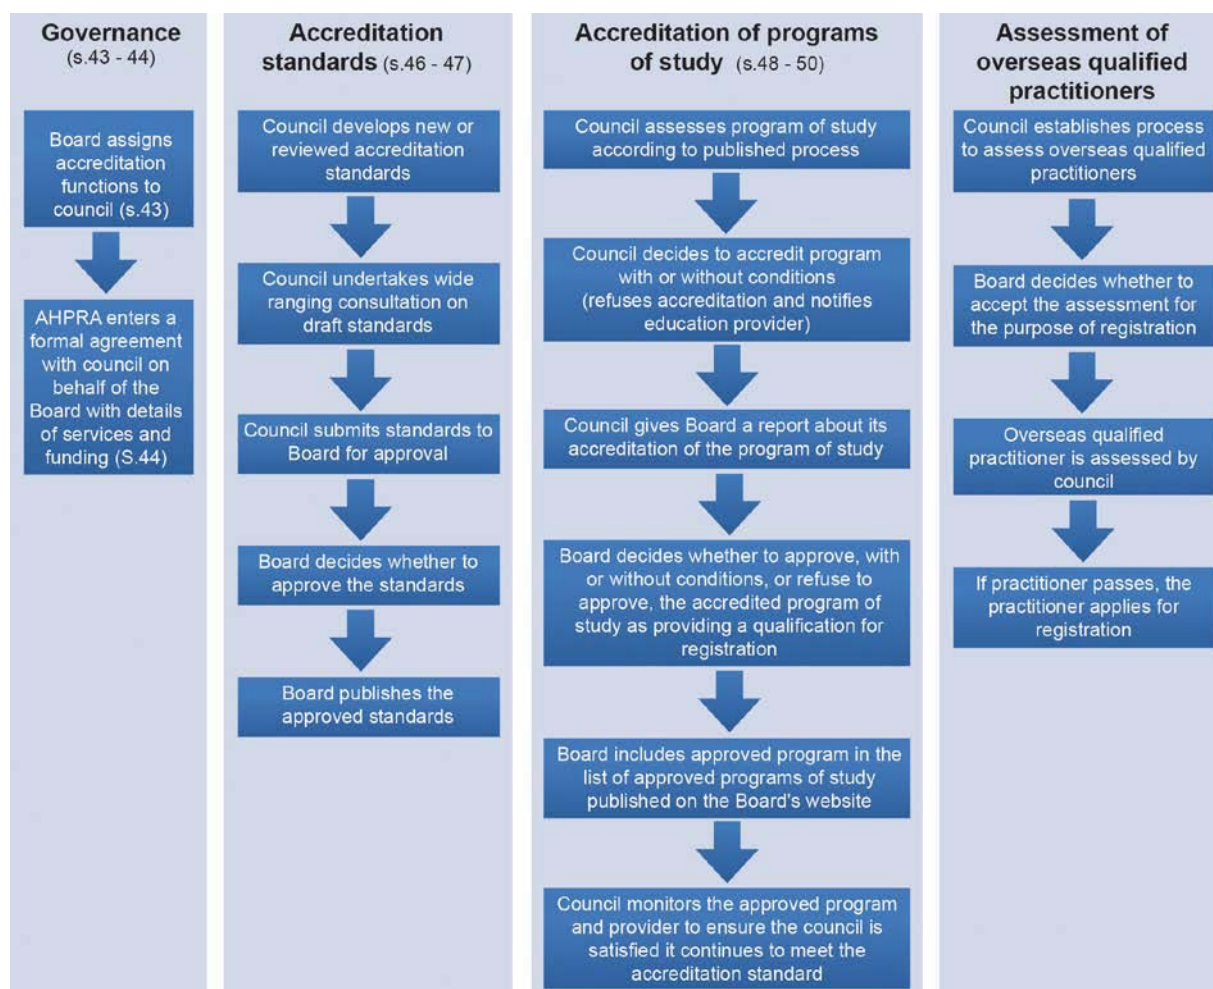 Governance
(s.43 - 44)
Board assigns
accreditation
functions to
council (s.43)
AHPRA enters a
formal agreement
with council on
behalf of the
Board with details
of services and
funding (S.44)
Accreditation
standards (s.46 - 47)
Council develops new or
reviewed accreditation
standards
Council undertakes wide
ranging consultation on
draft standards
Council submits standards to
Board for approval
Board decides whether to
approve the standards
Board publishes the
approved standards
Accreditation of programs
of study (s.48 - 50)
Council assesses program of study
according to published process
Council decides to accredit program
with or without conditions
(refuses accreditation and notifies
education provider)
Council gives Board a report about its
accreditation of the program of study
Board decides whether to approve, with
or without conditions, or refuse to
approve, the accredited program of
study as providing a qualification for
registration
Board includes approved program in the
list of approved programs of study
published on the Board's website
Council monitors the approved program
and provider to ensure the council is
satisfied it continues to meet the
accreditation standard
Assessment of
overseas qualified
practitioners
Council establishes process
to assess overseas qualified
practitioners
Board decides whether to
accept the assessment for
the purpose of registration
Overseas qualified
practitioner is assessed by
council
If practitioner passes, the
practitioner applies for
registration